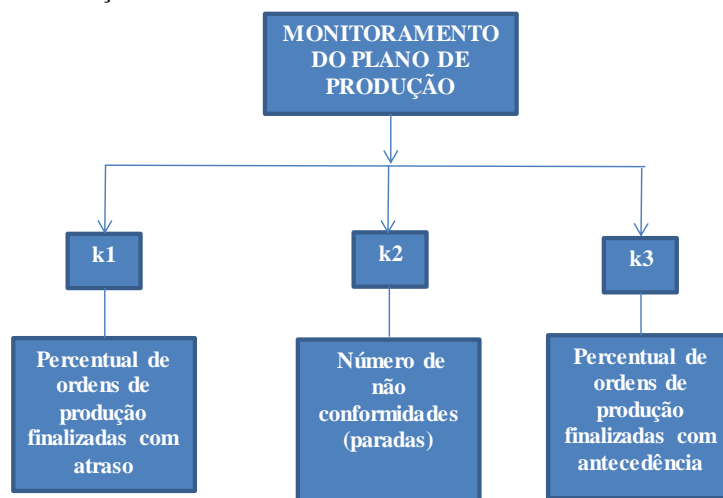 MONITORAMENTO
DO PLANO DE
PRODUÇÃO
k1
k2
k3
Percentual de
ordens de
produção
finalizadas com
atraso
Número de
não
conformidades
(paradas)
Percentual de
ordens de
produção
finalizadas com
antecedência